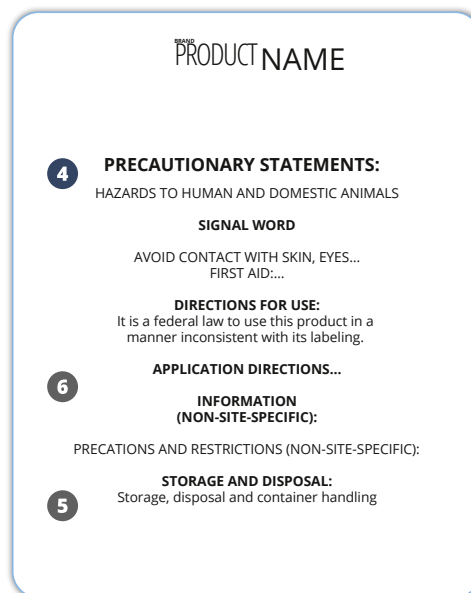 BRAND
PRODUCT NAME
4
PRECAUTIONARY STATEMENTS:
HAZARDS TO HUMAN AND DOMESTIC ANIMALS
SIGNAL WORD
AVOID CONTACT WITH SKIN, EYES...
FIRST AID:...
DIRECTIONS FOR USE:
It is a federal law to use this product in a
manner inconsistent with its labeling.
APPLICATION DIRECTIONS...
6
INFORMATION
(NON-SITE-SPECIFIC):
PRECATIONS AND RESTRICTIONS (NON-SITE-SPECIFIC):
STORAGE AND DISPOSAL:
Storage, disposal and container handling
5